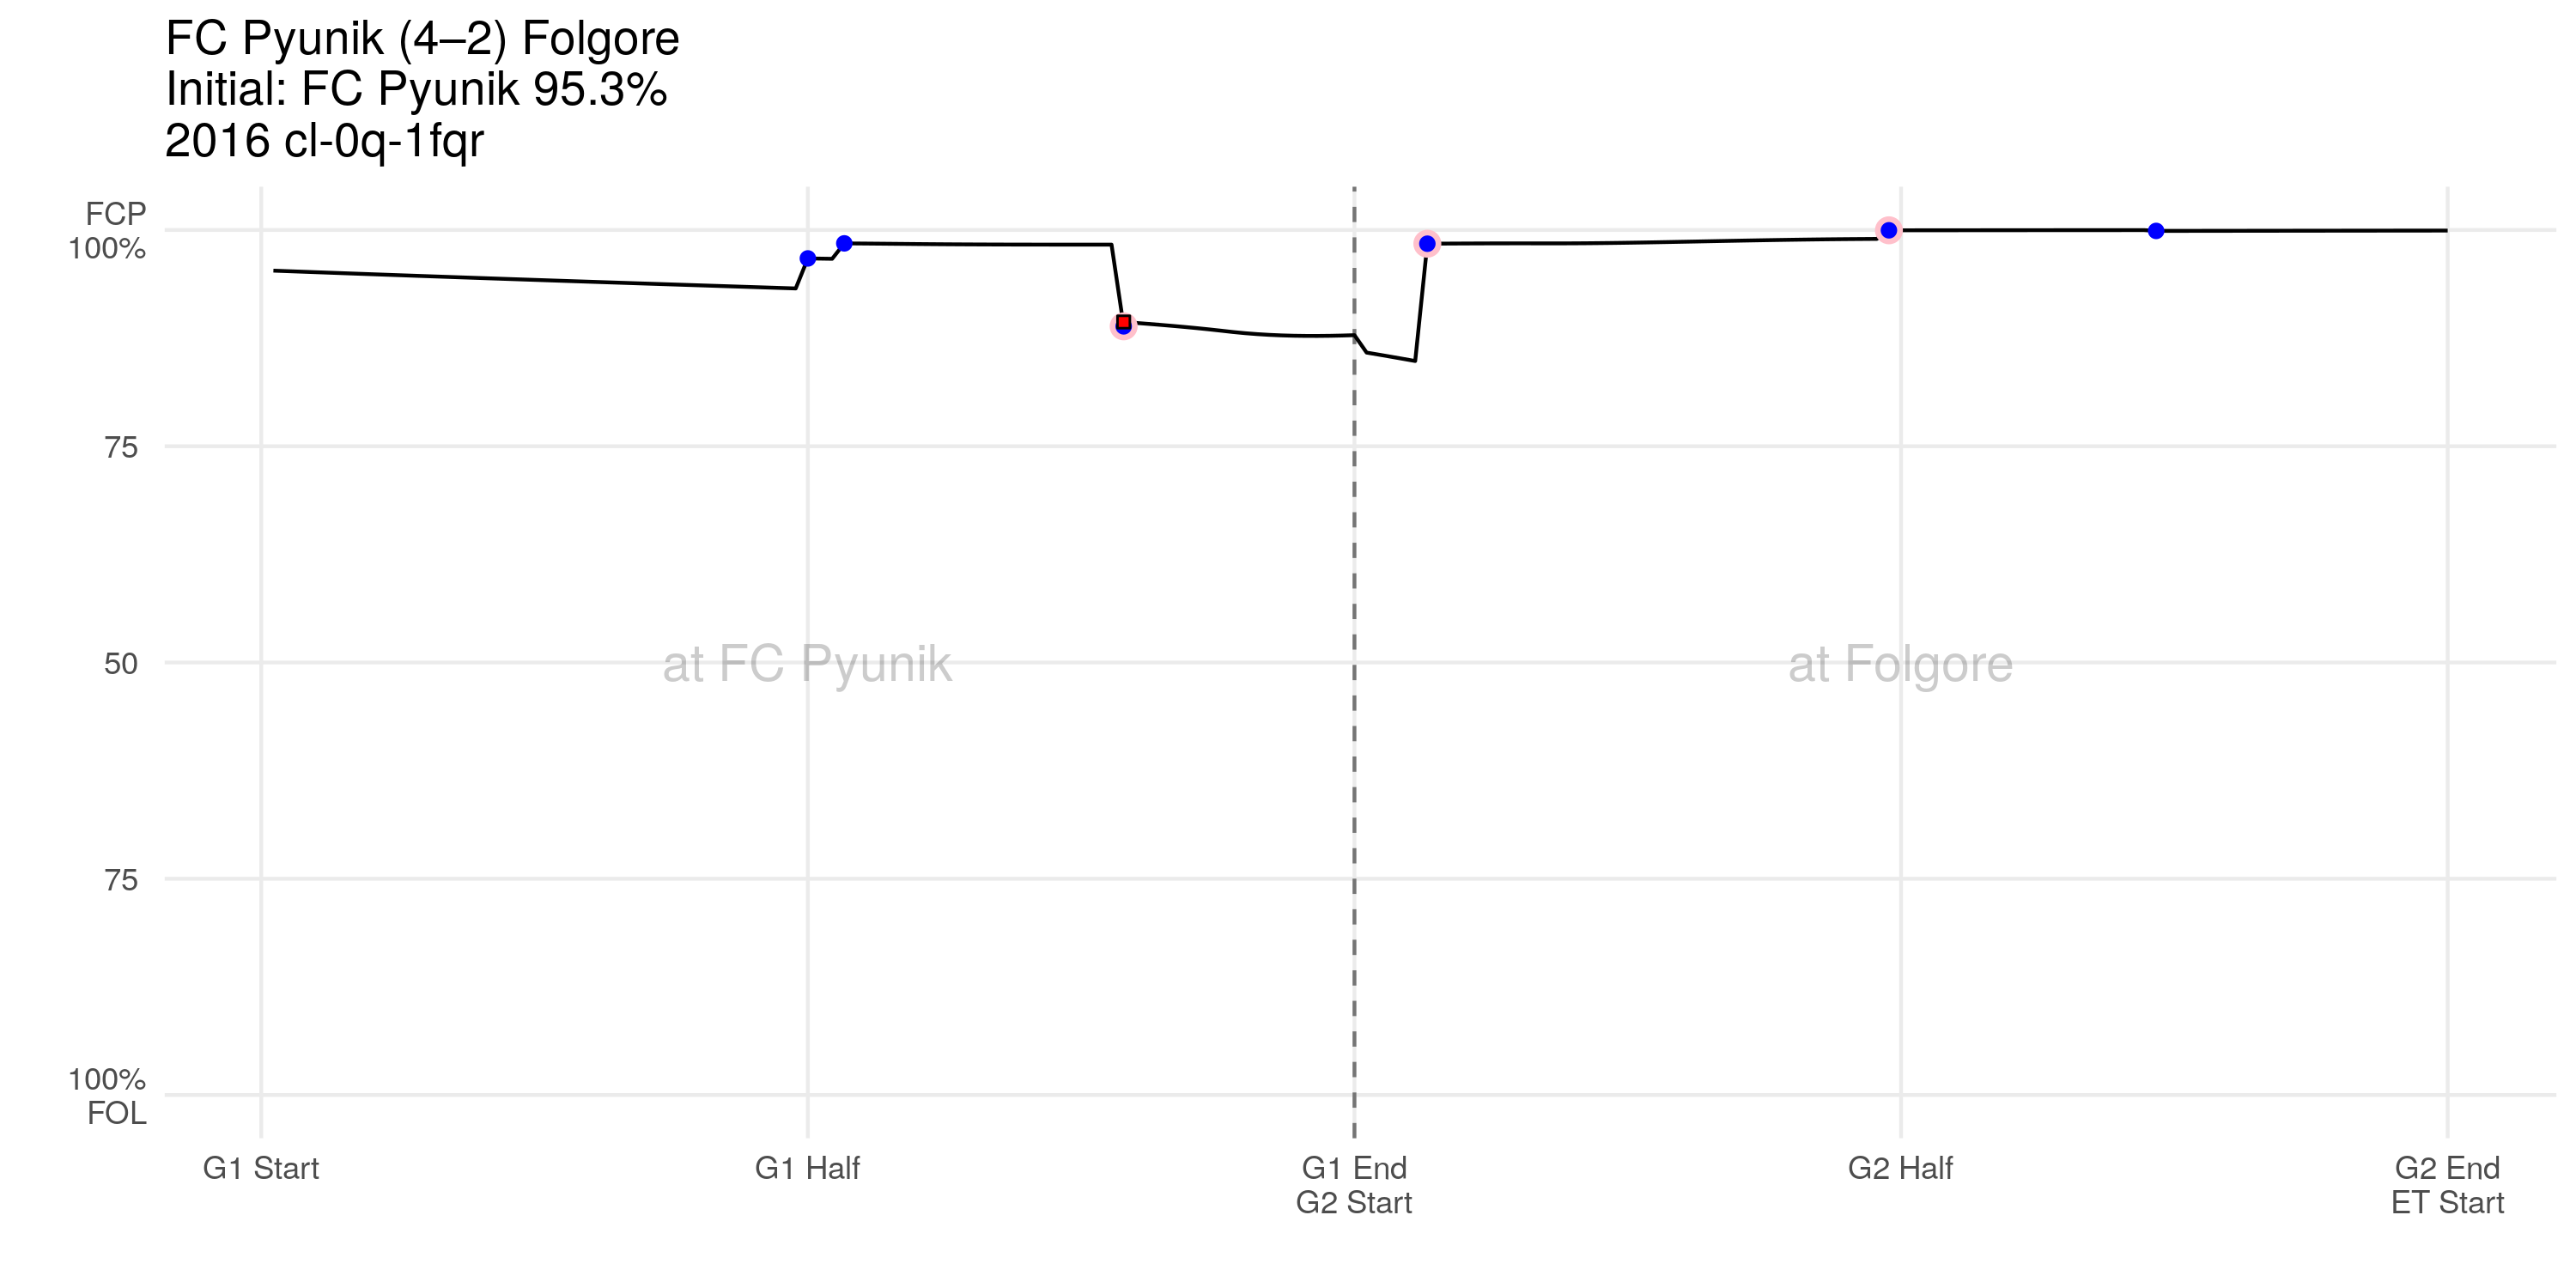 FC Pyunik (4–2) Folgore
Initial: FC Pyunik 95.3%
2016 cl-0q-1fqr
FCP
100%
75
50
75
100%
FOL
at FC Pyunik
at Folgore
G1 Start
G1 Half
G1 End
G2 Start
G2 Half
G2 End
ET Start